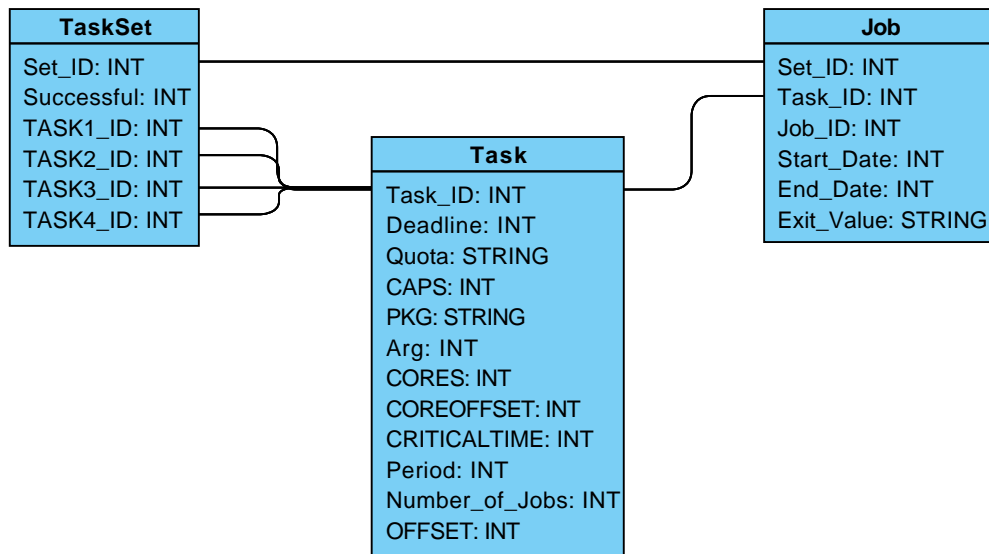 TaskSet
Set_ID: INT
Successful: INT
TASK1_ID: INT
TASK2_ID: INT
TASK3_ID: INT
TASK4_ID: INT
Task
Task_ID: INT
Deadline: INT
Quota: STRING
CAPS: INT
PKG: STRING
Arg: INT
CORES: INT
COREOFFSET: INT
CRITICALTIME: INT
Period: INT
Number_of_Jobs: INT
OFFSET: INT
Job
Set_ID: INT
Task_ID: INT
Job_ID: INT
Start_Date: INT
End_Date: INT
Exit_Value: STRING